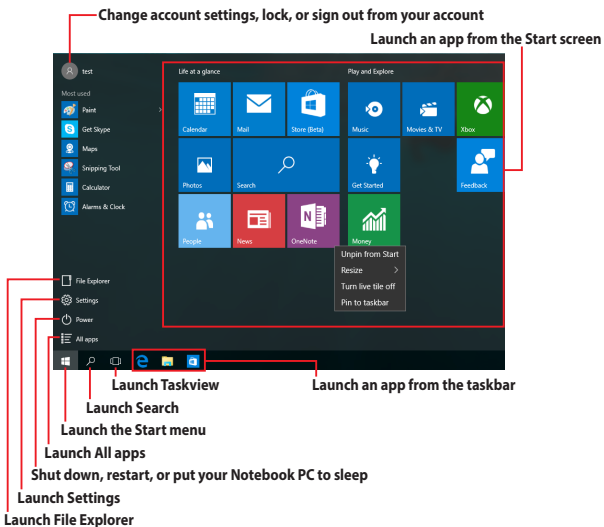 Change account settings, lock, or sign out from your account
Launch an app from the Start screen
test
Life at a glance
Play and Explore
Most used
Paint
Get Skype
Maps
Snipping Tool
Calculator
Alarms & Clock
Calendar
Mail
Store (Beta)
Music
Movies & TV
Xbox
Photos
Search
Get Started
Feedback
People
News
OneNote
Money
Unpin from Start
Resize
Turn live tile off
Pin to taskbar
File Explorer
Settings
Power
All apps
Launch Taskview
Launch an app from the taskbar
Launch Search
Launch the Start menu
Launch All apps
Shut down, restart, or put your Notebook PC to sleep
Launch Settings
Launch File Explorer